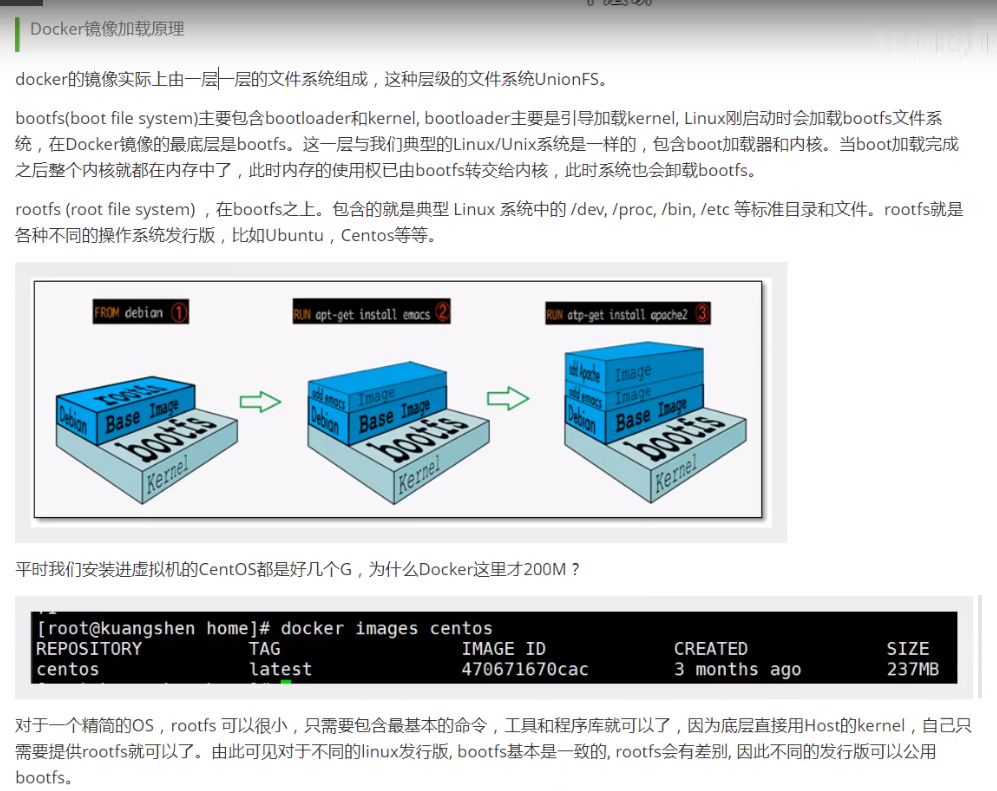 Docker镜像加载原理
docker的镜像实际上由一层一层的文件系统组成，这种层级的文件系统UnionFS。
bootfs(boot file system)主要包含bootloader和kernel, bootloader主要是引导加载kernel, Linux刚启动时会加载bootfs文件系
统，在Docker镜像的最底层是bootfs。这一层与我们典型的Linux/Unix系统是一样的，包含boot加载器和内核。当boot加载完成
之后整个内核就都在内存中了，此时内存的使用权已由bootfs转交给内核，此时系统也会卸载bootfs。
rootfs (root file system) ，在bootfs之上。包含的就是典型 Linux 系统中的 /dev, /proc, /bin, /etc 等标准目录和文件。rootfs就是
各种不同的操作系统发行版，比如Ubuntu，Centos等等。
FROM debian ①
RUN apt-get install emacs ②
RUN atp-get install apache2 ③
rootfs
Debian Base Image
bootfs
Kernel
add emacs Image
Debian Base Image
bootfs
Kernel
add Apache Image
add emacs Image
Debian Base Image
bootfs
Kernel
平时我们安装进虚拟机的CentOS都是好几个G，为什么Docker这里才200M？
[root@kuangshen home]# docker images centos
REPOSITORY TAG IMAGE ID CREATED SIZE
centos latest 470671670cac 3 months ago 237MB
对于一个精简的OS，rootfs 可以很小，只需要包含最基本的命令，工具和程序库就可以了，因为底层直接用Host的kernel，自己只
需要提供rootfs就可以了。由此可见对于不同的linux发行版, bootfs基本是一致的, rootfs会有差别, 因此不同的发行版可以公用
bootfs。